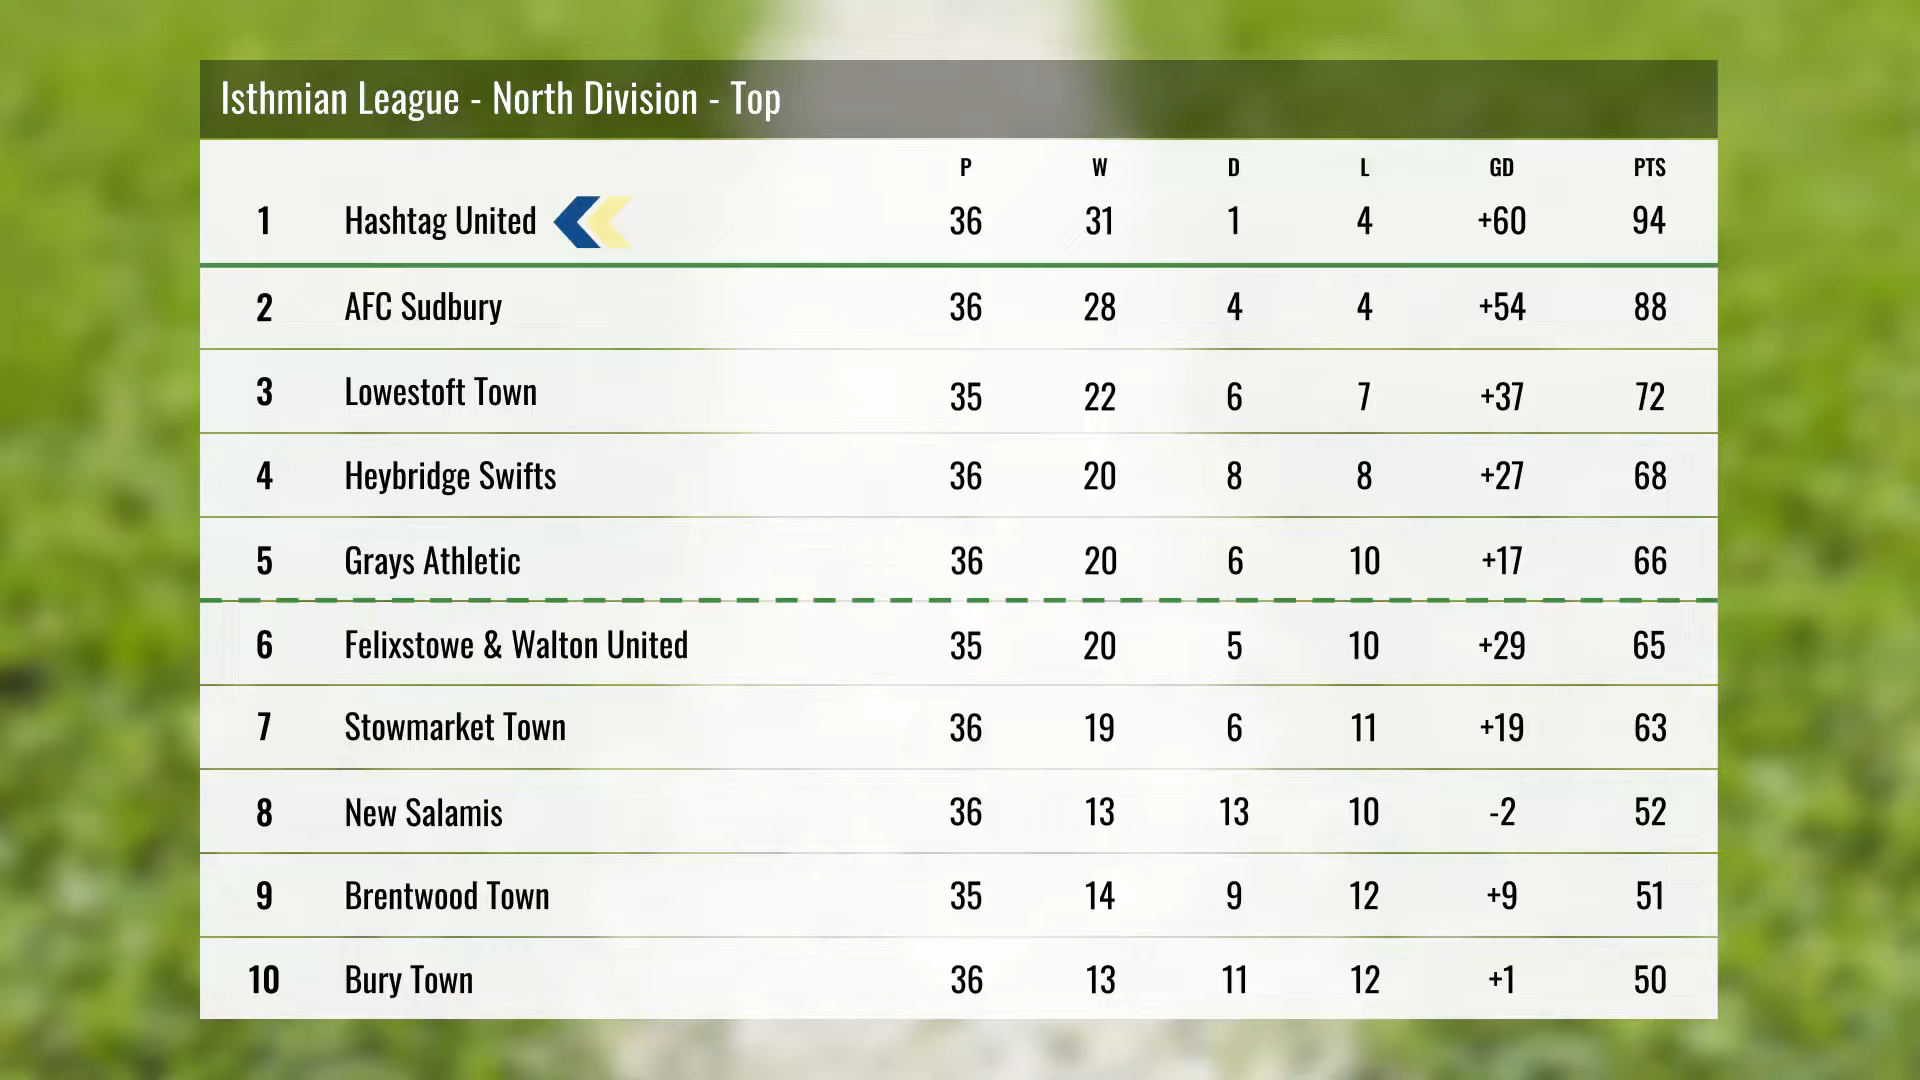 Isthmian League - North Division - Top
P W D L GD PTS
1 Hashtag United 36 31 1 4 +60 94
2 AFC Sudbury 36 28 4 4 +54 88
3 Lowestoft Town 35 22 6 7 +37 72
4 Heybridge Swifts 36 20 8 8 +27 68
5 Grays Athletic 36 20 6 10 +17 66
6 Felixstowe & Walton United 35 20 5 10 +29 65
7 Stowmarket Town 36 19 6 11 +19 63
8 New Salamis 36 13 13 10 -2 52
9 Brentwood Town 35 14 9 12 +9 51
10 Bury Town 36 13 11 12 +1 50